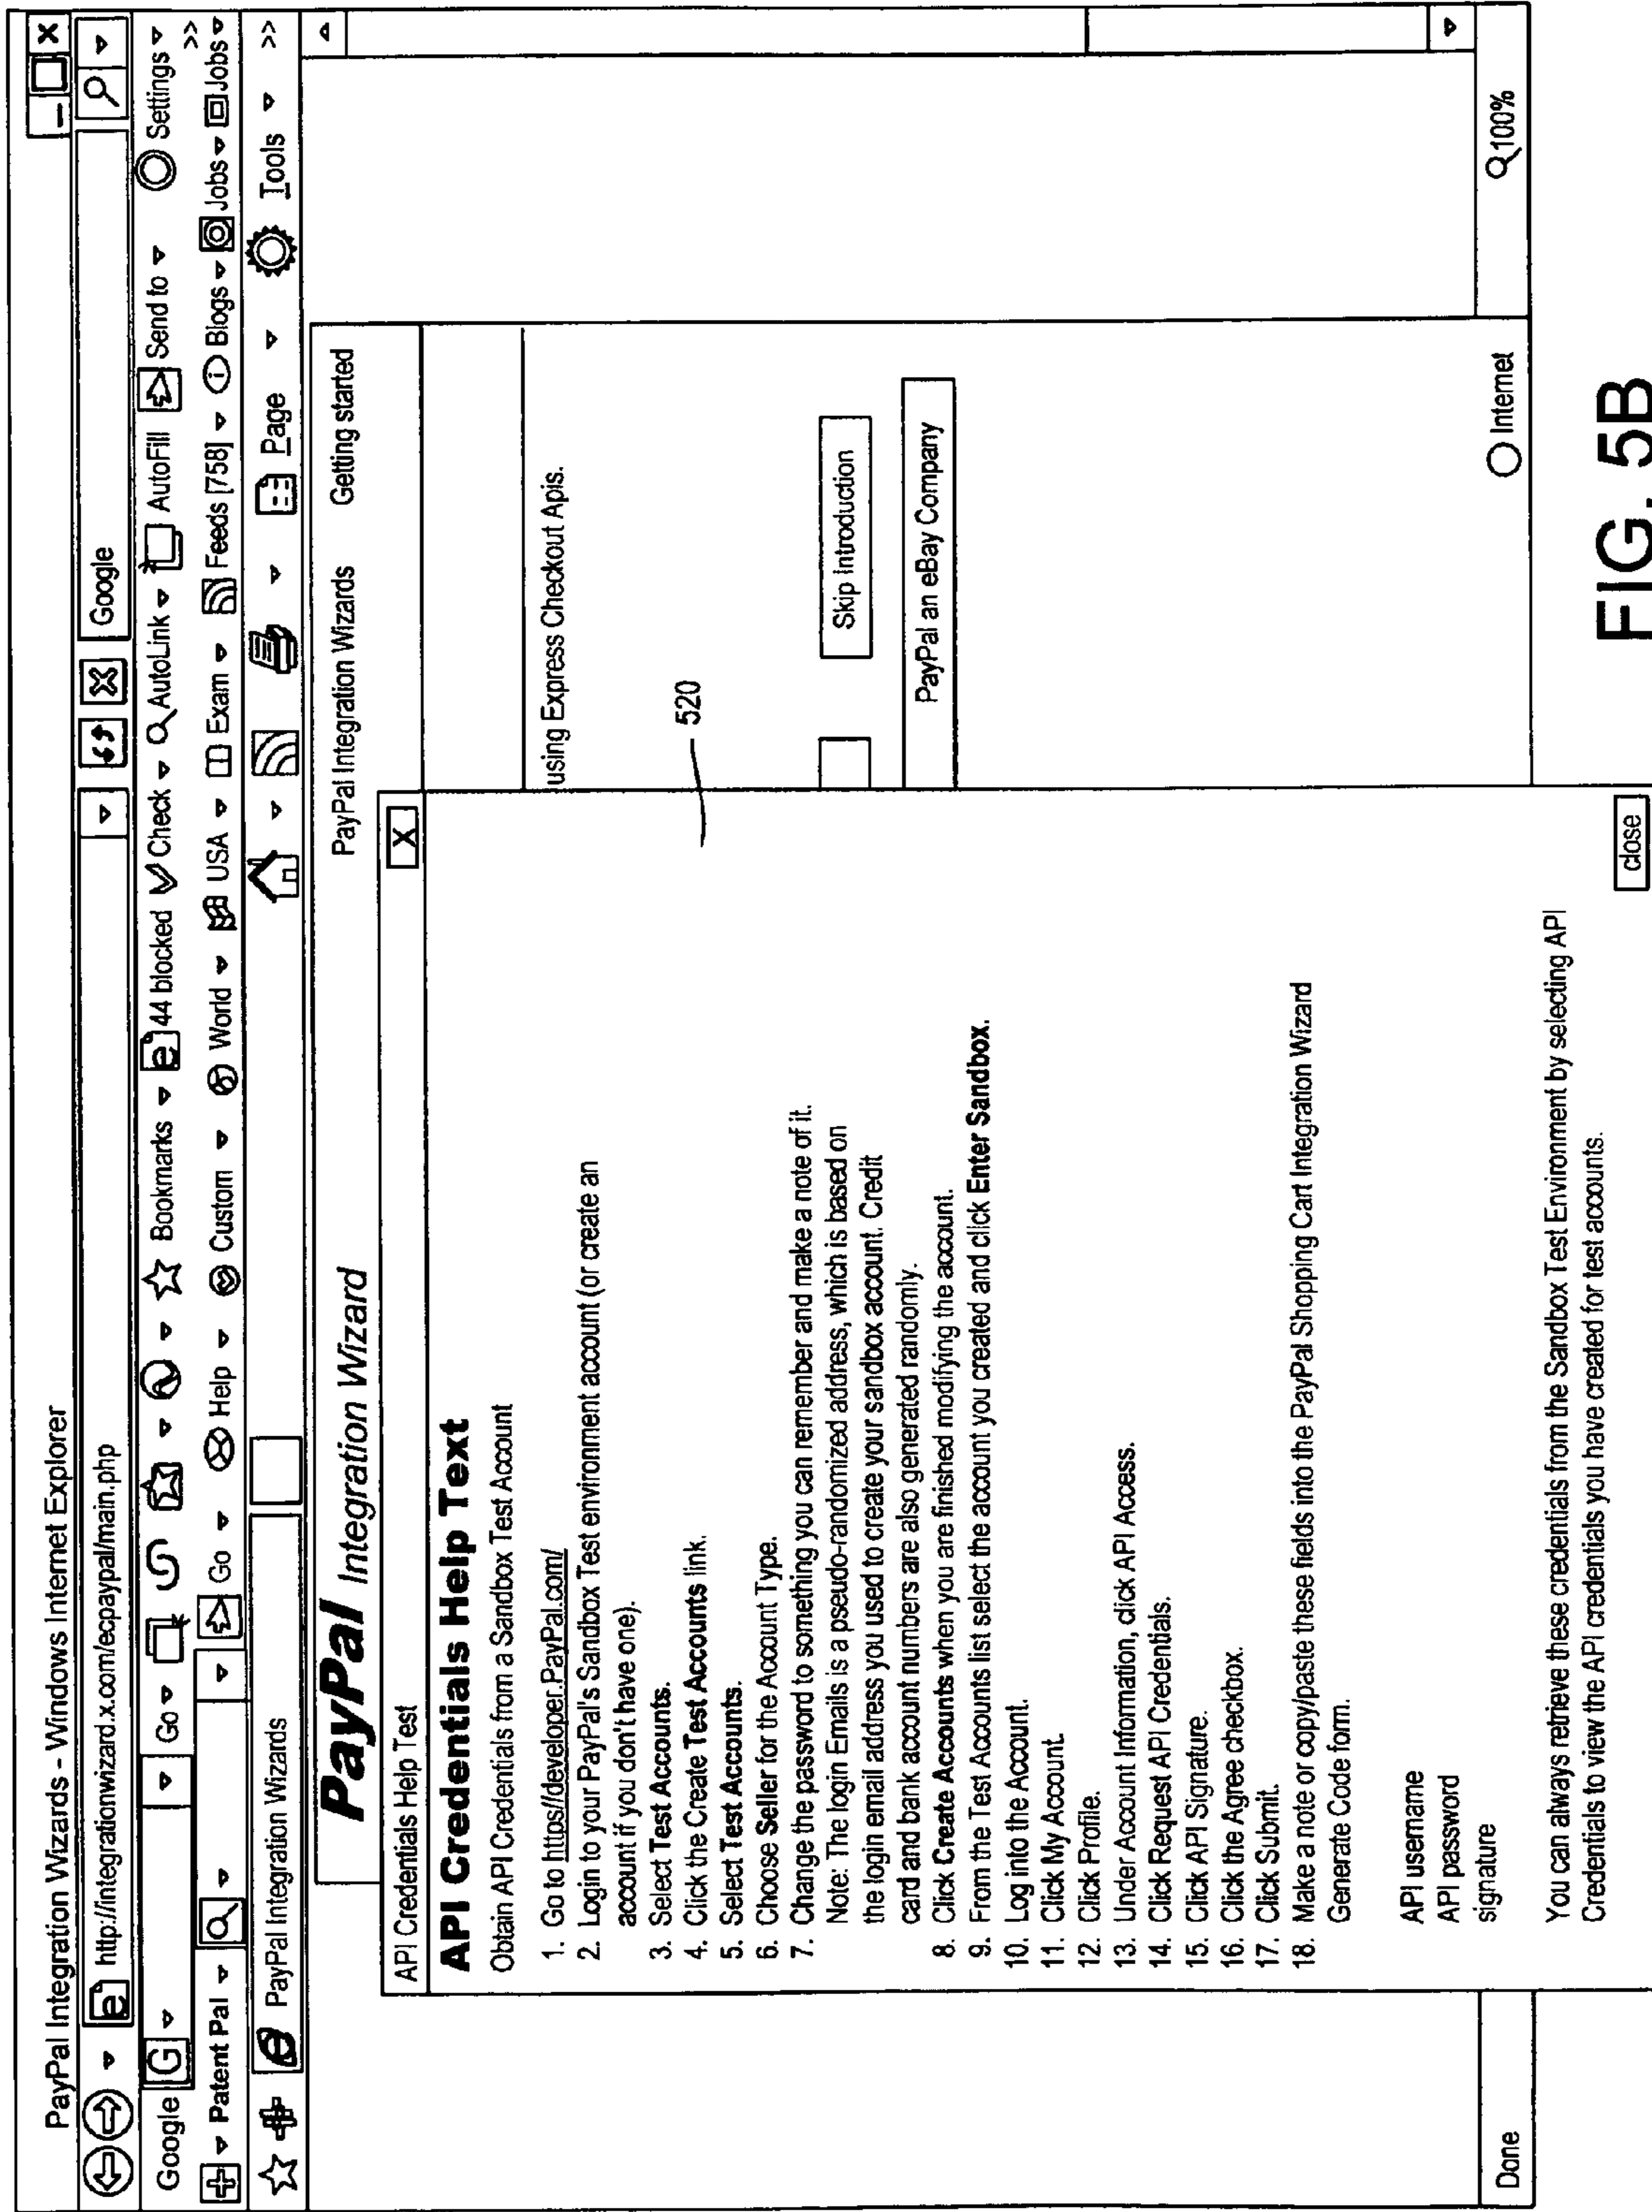 PayPal Integration Wizards - Windows Internet Explorer
http://integrationwizard.x.com/ecpaypal/main.php Google
Google G Go Bookmarks 44 blocked Check AutoLink AutoFill Send to Settings
Patent Pal Go Help Custom World USA Exam Feeds [758] Blogs Jobs Jobs >>
PayPal Integration Wizards Page Tools >>
PayPal Integration Wizard PayPal Integration Wizards Getting started
API Credentials Help Test X
API Credentials Help Text
Obtain API Credentials from a Sandbox Test Account
1. Go to https//developer.PayPal.com/
2. Login to your PayPal's Sandbox Test environment account (or create an
account if you don't have one).
3. Select Test Accounts.
4. Click the Create Test Accounts link.
5. Select Test Accounts.
6. Choose Seller for the Account Type.
7. Change the password to something you can remember and make a note of it.
Note: The login Emails is a pseudo-randomized address, which is based on
the login email address you used to create your sandbox account. Credit
card and bank account numbers are also generated randomly.
8. Click Create Accounts when you are finished modifying the account.
9. From the Test Accounts list select the account you created and click Enter Sandbox.
10. Log into the Account.
11. Click My Account.
12. Click Profile.
13. Under Account Information, click API Access.
14. Click Request API Credentials.
15. Click API Signature.
16. Click the Agree checkbox.
17. Click Submit.
18. Make a note or copy/paste these fields into the PayPal Shopping Cart Integration Wizard
Generate Code form.
API username
API password
signature
You can always retrieve these credentials from the Sandbox Test Environment by selecting API
Credentials to view the API credentials you have created for test accounts.
close
using Express Checkout Apis.
520
Skip Introduction
PayPal an eBay Company
Done Internet 100%
FIG. 5B